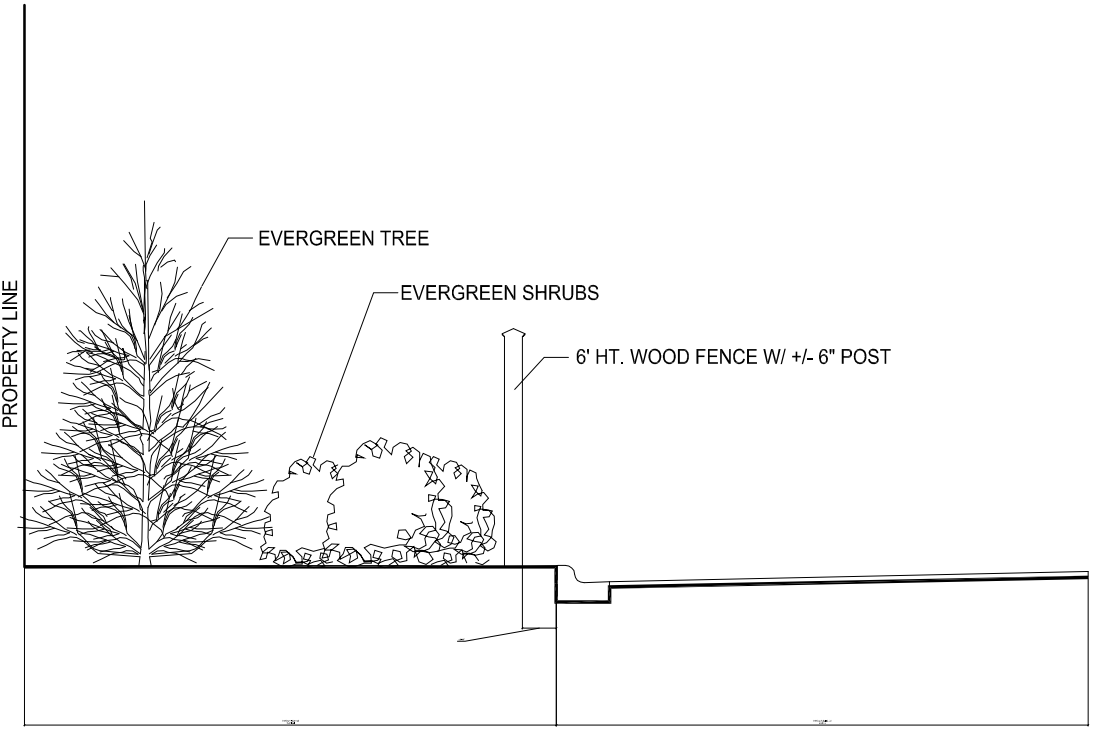 EVERGREEN TREE
EVERGREEN SHRUBS
PROPERTY LINE
6' HT. WOOD FENCE W/ +/- 6" POST